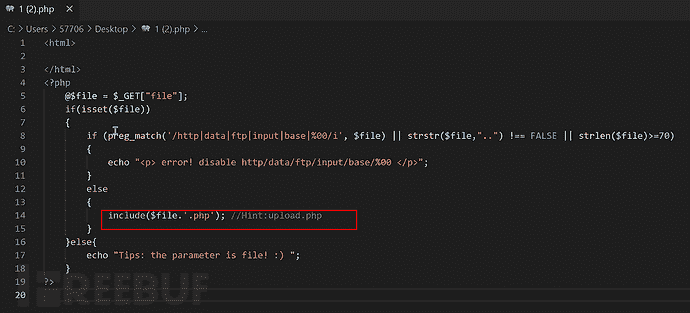 1 (2).php ×
C: > Users > 57706 > Desktop > 1 (2).php > ...
1 <html>
2
3 </html>
4 <?php
5 @$file = $_GET["file"];
6 if(isset($file))
7 {
8 if (preg_match('/http|data|ftp|input|base|%00/i', $file) || strstr($file,"..") !== FALSE || strlen($file)>=70)
9 {
10 echo "<p> error! disable http/data/ftp/input/base/%00 </p>";
11 }
12 else
13 {
14 include($file.'.php'); //Hint:upload.php
15 }
16 }else{
17 echo "Tips: the parameter is file! :) ";
18 }
19 ?>
20
FREEBUF